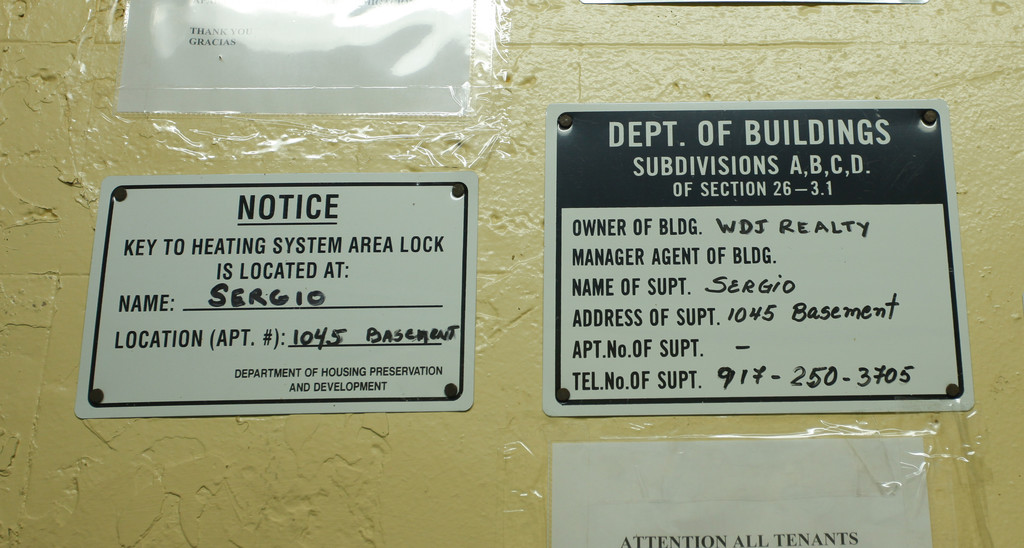 THANK YOU
GRACIAS
NOTICE
KEY TO HEATING SYSTEM AREA LOCK
IS LOCATED AT:
NAME: SERGIO
LOCATION (APT. #): 1045 BASEMENT
DEPARTMENT OF HOUSING PRESERVATION
AND DEVELOPMENT
DEPT. OF BUILDINGS
SUBDIVISIONS A,B,C,D.
OF SECTION 26-3.1
OWNER OF BLDG. WDJ REALTY
MANAGER AGENT OF BLDG.
NAME OF SUPT. SERGIO
ADDRESS OF SUPT. 1045 Basement
APT.No.OF SUPT. -
TEL.No.OF SUPT. 917-250-3705
ATTENTION ALL TENANTS